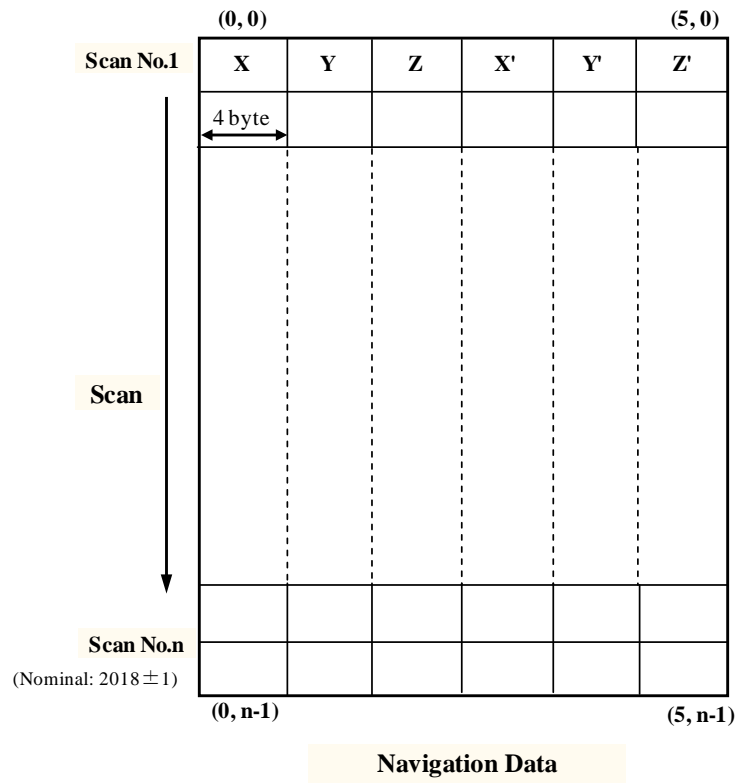 (0, 0) (5, 0)
Scan No.1 X Y Z X' Y' Z'
4 byte
Scan
Scan No.n
(Nominal: 2018±1)
(0, n-1) (5, n-1)
Navigation Data